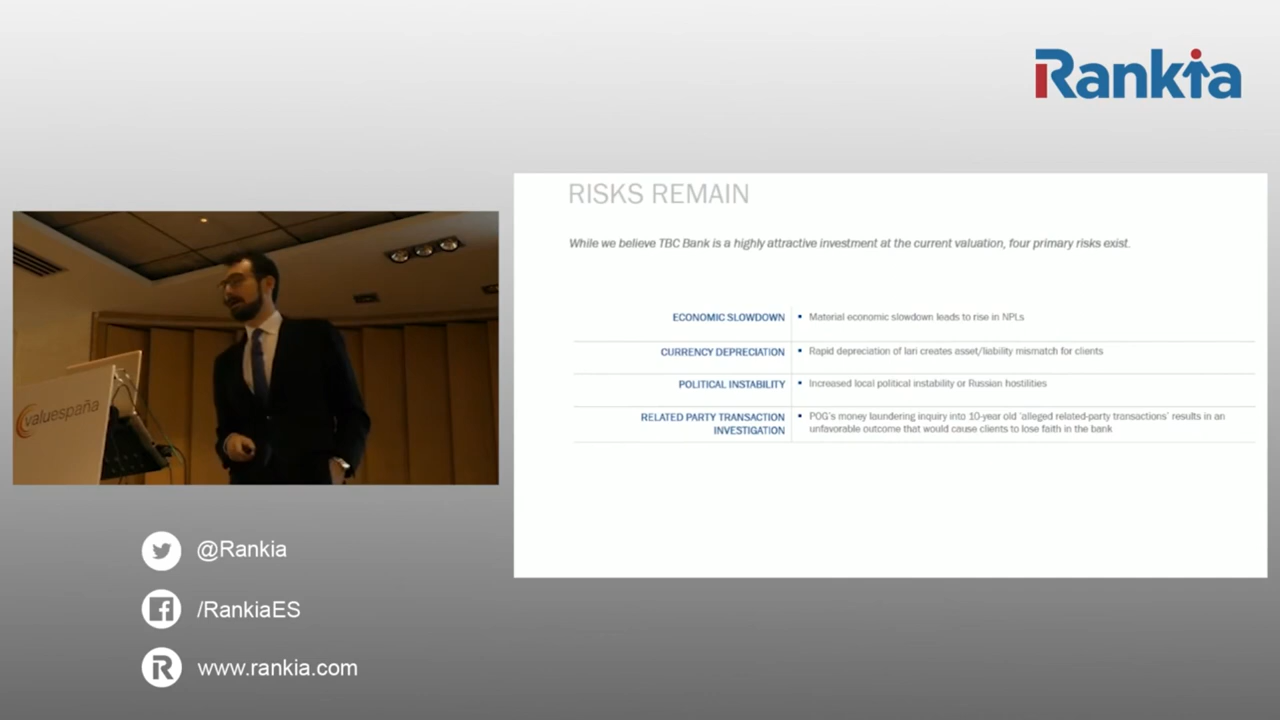 Rankia
RISKS REMAIN
While we believe TBC Bank is a highly attractive investment at the current valuation, four primary risks exist.
ECONOMIC SLOWDOWN
• Material economic slowdown leads to rise in NPLs
CURRENCY DEPRECIATION
• Rapid depreciation of lari creates asset/liability mismatch for clients
POLITICAL INSTABILITY
• Increased local political instability or Russian hostilities
RELATED PARTY TRANSACTION
INVESTIGATION
• POG's money laundering inquiry into 10-year old 'alleged related-party transactions' results in an
unfavorable outcome that would cause clients to lose faith in the bank
valuespaña
@Rankia
/RankiaES
www.rankia.com